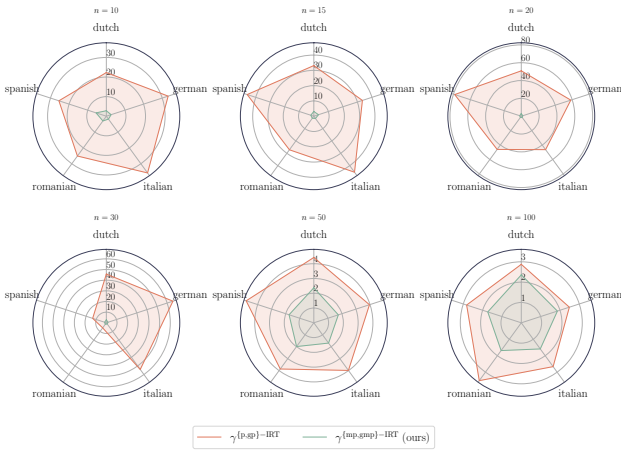 n = 10
dutch
30
20
10
spanish
german
romanian
italian
n = 15
dutch
40
30
20
10
spanish
german
romanian
italian
n = 20
dutch
80
60
40
20
spanish
german
romanian
italian
n = 30
dutch
60
50
40
30
20
10
spanish
german
romanian
italian
n = 50
dutch
4
3
2
1
spanish
german
romanian
italian
n = 100
dutch
3
2
1
spanish
german
romanian
italian
γ^{p,gp}−IRT γ^{mp,gmp}−IRT (ours)